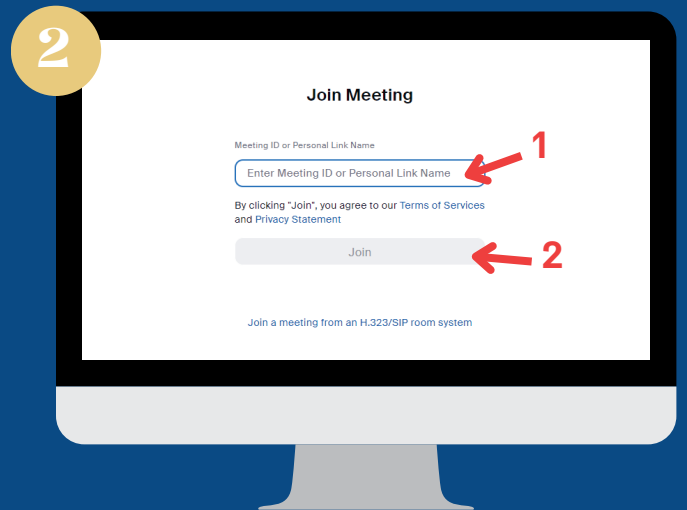 2
Join Meeting
Meeting ID or Personal Link Name
1
Enter Meeting ID or Personal Link Name
By clicking "Join", you agree to our Terms of Services
and Privacy Statement
Join
2
Join a meeting from an H.323/SIP room system